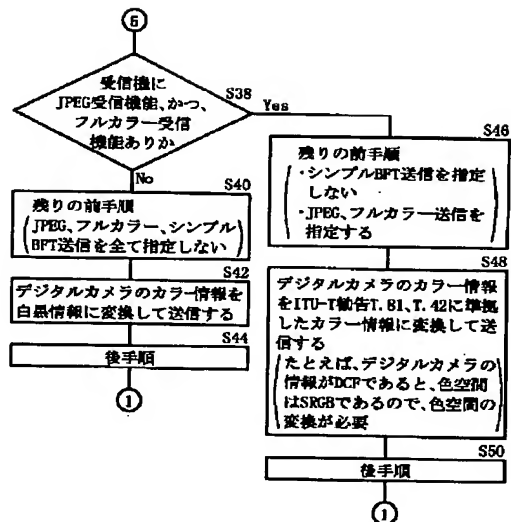 6
受信機に
JPEG受信機能、かつ、
フルカラー受信
機能ありか
S38
Yes
No
S40
残りの前手順
(JPEG、フルカラー、シンプル
BFT送信を全て指定しない)
S42
デジタルカメラのカラー情報を
白黒情報に変換して送信する
S44
後手順
1
S46
残りの前手順
(・シンプルBFT送信を指定
しない
・JPEG、フルカラー送信を
指定する)
S48
デジタルカメラのカラー情報
をITU-T勧告T.81、T.42に準拠
したカラー情報に変換して送
信する
(たとえば、デジタルカメラの
情報がDCFであると、色空間
はSRGBであるので、色空間の
変換が必要)
S50
後手順
1